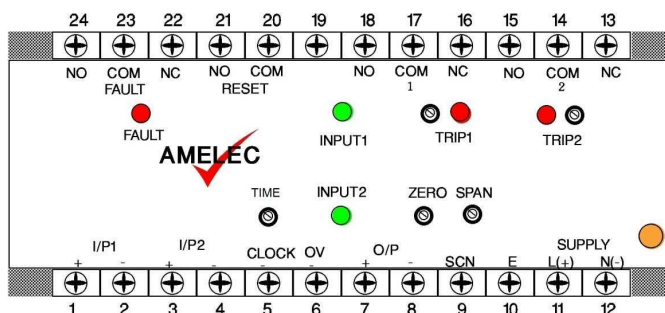 24 23 22 21 20 19 18 17 16 15 14 13
NO COM NC NO COM NO COM NC NO COM NC
FAULT RESET 1 2
FAULT INPUT1 TRIP1 TRIP2
AMELEC
TIME INPUT2 ZERO SPAN
I/P1 I/P2 CLOCK OV O/P SCN E SUPPLY
+ - + - - - + - L(+) N(-)
1 2 3 4 5 6 7 8 9 10 11 12